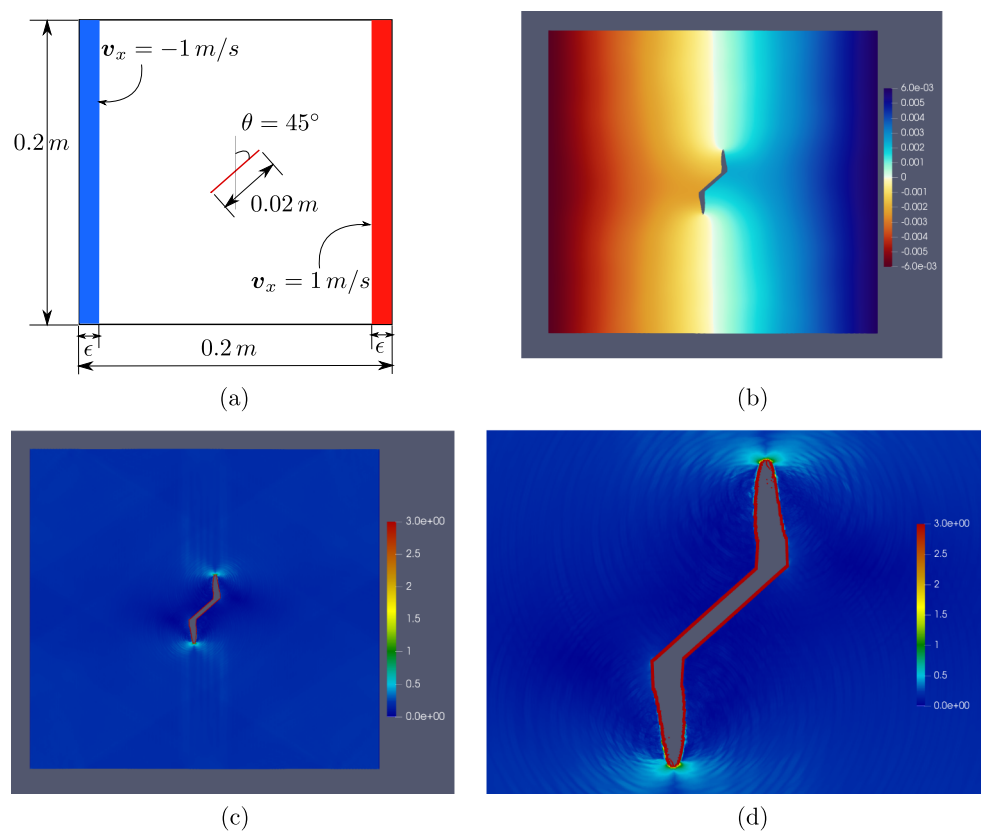 𝒗ₓ = −1 m/s
θ = 45°
0.2 m
0.02 m
𝒗ₓ = 1 m/s
ϵ
0.2 m
ϵ
(a)
6.0e-03
0.005
0.004
0.003
0.002
0.001
0
-0.001
-0.002
-0.003
-0.004
-0.005
-6.0e-03
(b)
3.0e+00
2.5
2
1.5
1
0.5
0.0e+00
(c)
3.0e+00
2.5
2
1.5
1
0.5
0.0e+00
(d)